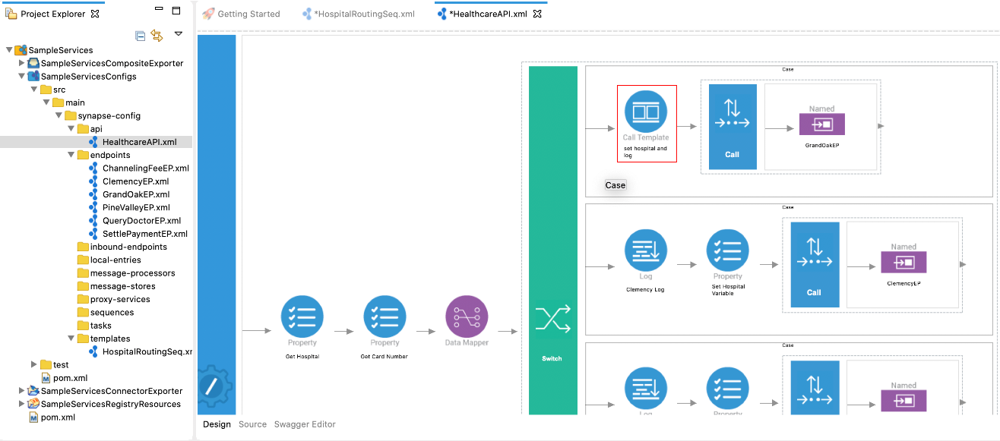 Project Explorer
Getting Started
*HospitalRoutingSeq.xml
*HealthcareAPI.xml
SampleServices
SampleServicesCompositeExporter
SampleServicesConfigs
src
main
synapse-config
api
HealthcareAPI.xml
endpoints
ChannelingFeeEP.xml
ClemencyEP.xml
GrandOakEP.xml
PineValleyEP.xml
QueryDoctorEP.xml
SettlePaymentEP.xml
inbound-endpoints
local-entries
message-processors
message-stores
proxy-services
sequences
tasks
templates
HospitalRoutingSeq.xr
test
M pom.xml
SampleServicesConnectorExporter
SampleServicesRegistryResources
M pom.xml
Property
Get Hospital
Property
Get Card Number
Data Mapper
Switch
Case
Call Template
set hospital and
log
Call
Named
GrandOakEP
Case
Case
Log
Clemency Log
Property
Set Hospital
Variable
Call
Named
ClemencyEP
Case
Log
Property
Named
Design Source Swagger Editor